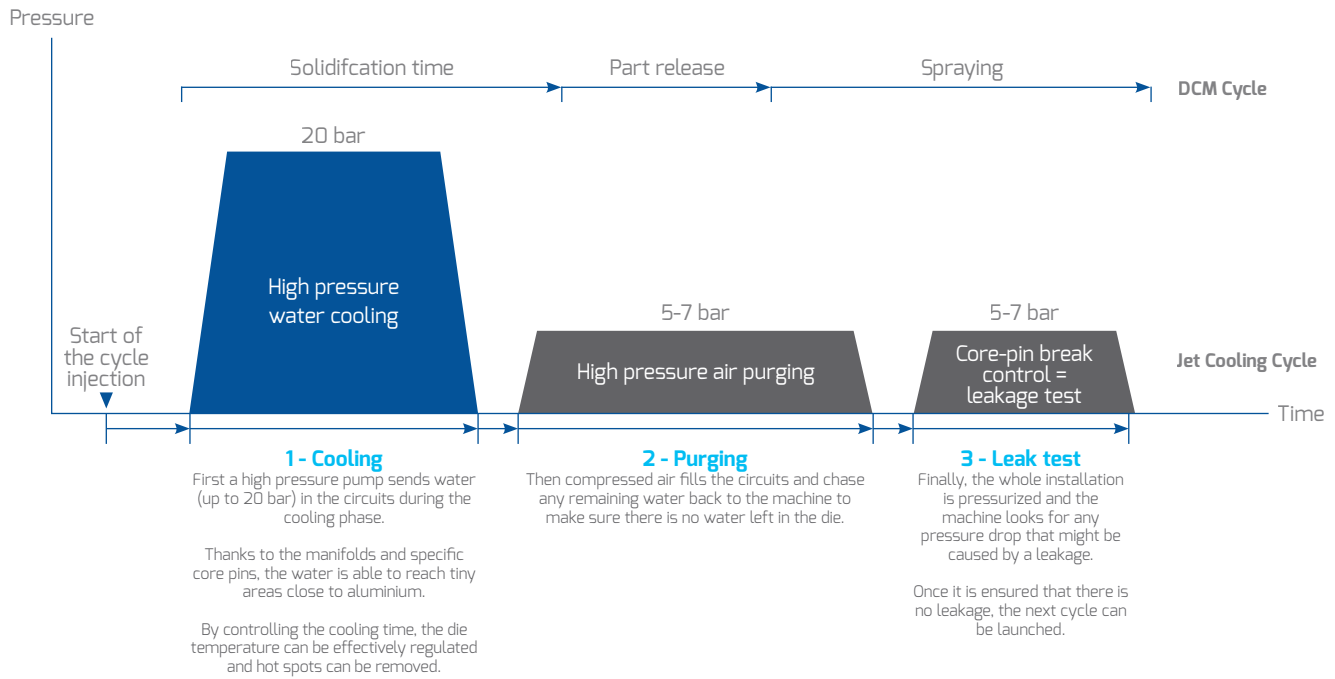 Pressure
Solidifcation time
Part release
Spraying
DCM Cycle
20 bar
High pressure
water cooling
Start of
the cycle
injection
5-7 bar
High pressure air purging
5-7 bar
Core-pin break
control =
leakage test
Jet Cooling Cycle
Time
1 - Cooling
First a high pressure pump sends water
(up to 20 bar) in the circuits during the
cooling phase.
Thanks to the manifolds and specific
core pins, the water is able to reach tiny
areas close to aluminium.
By controlling the cooling time, the die
temperature can be effectively regulated
and hot spots can be removed.
2 - Purging
Then compressed air fills the circuits and chase
any remaining water back to the machine to
make sure there is no water left in the die.
3 - Leak test
Finally, the whole installation
is pressurized and the
machine looks for any
pressure drop that might be
caused by a leakage.
Once it is ensured that there is
no leakage, the next cycle can
be launched.